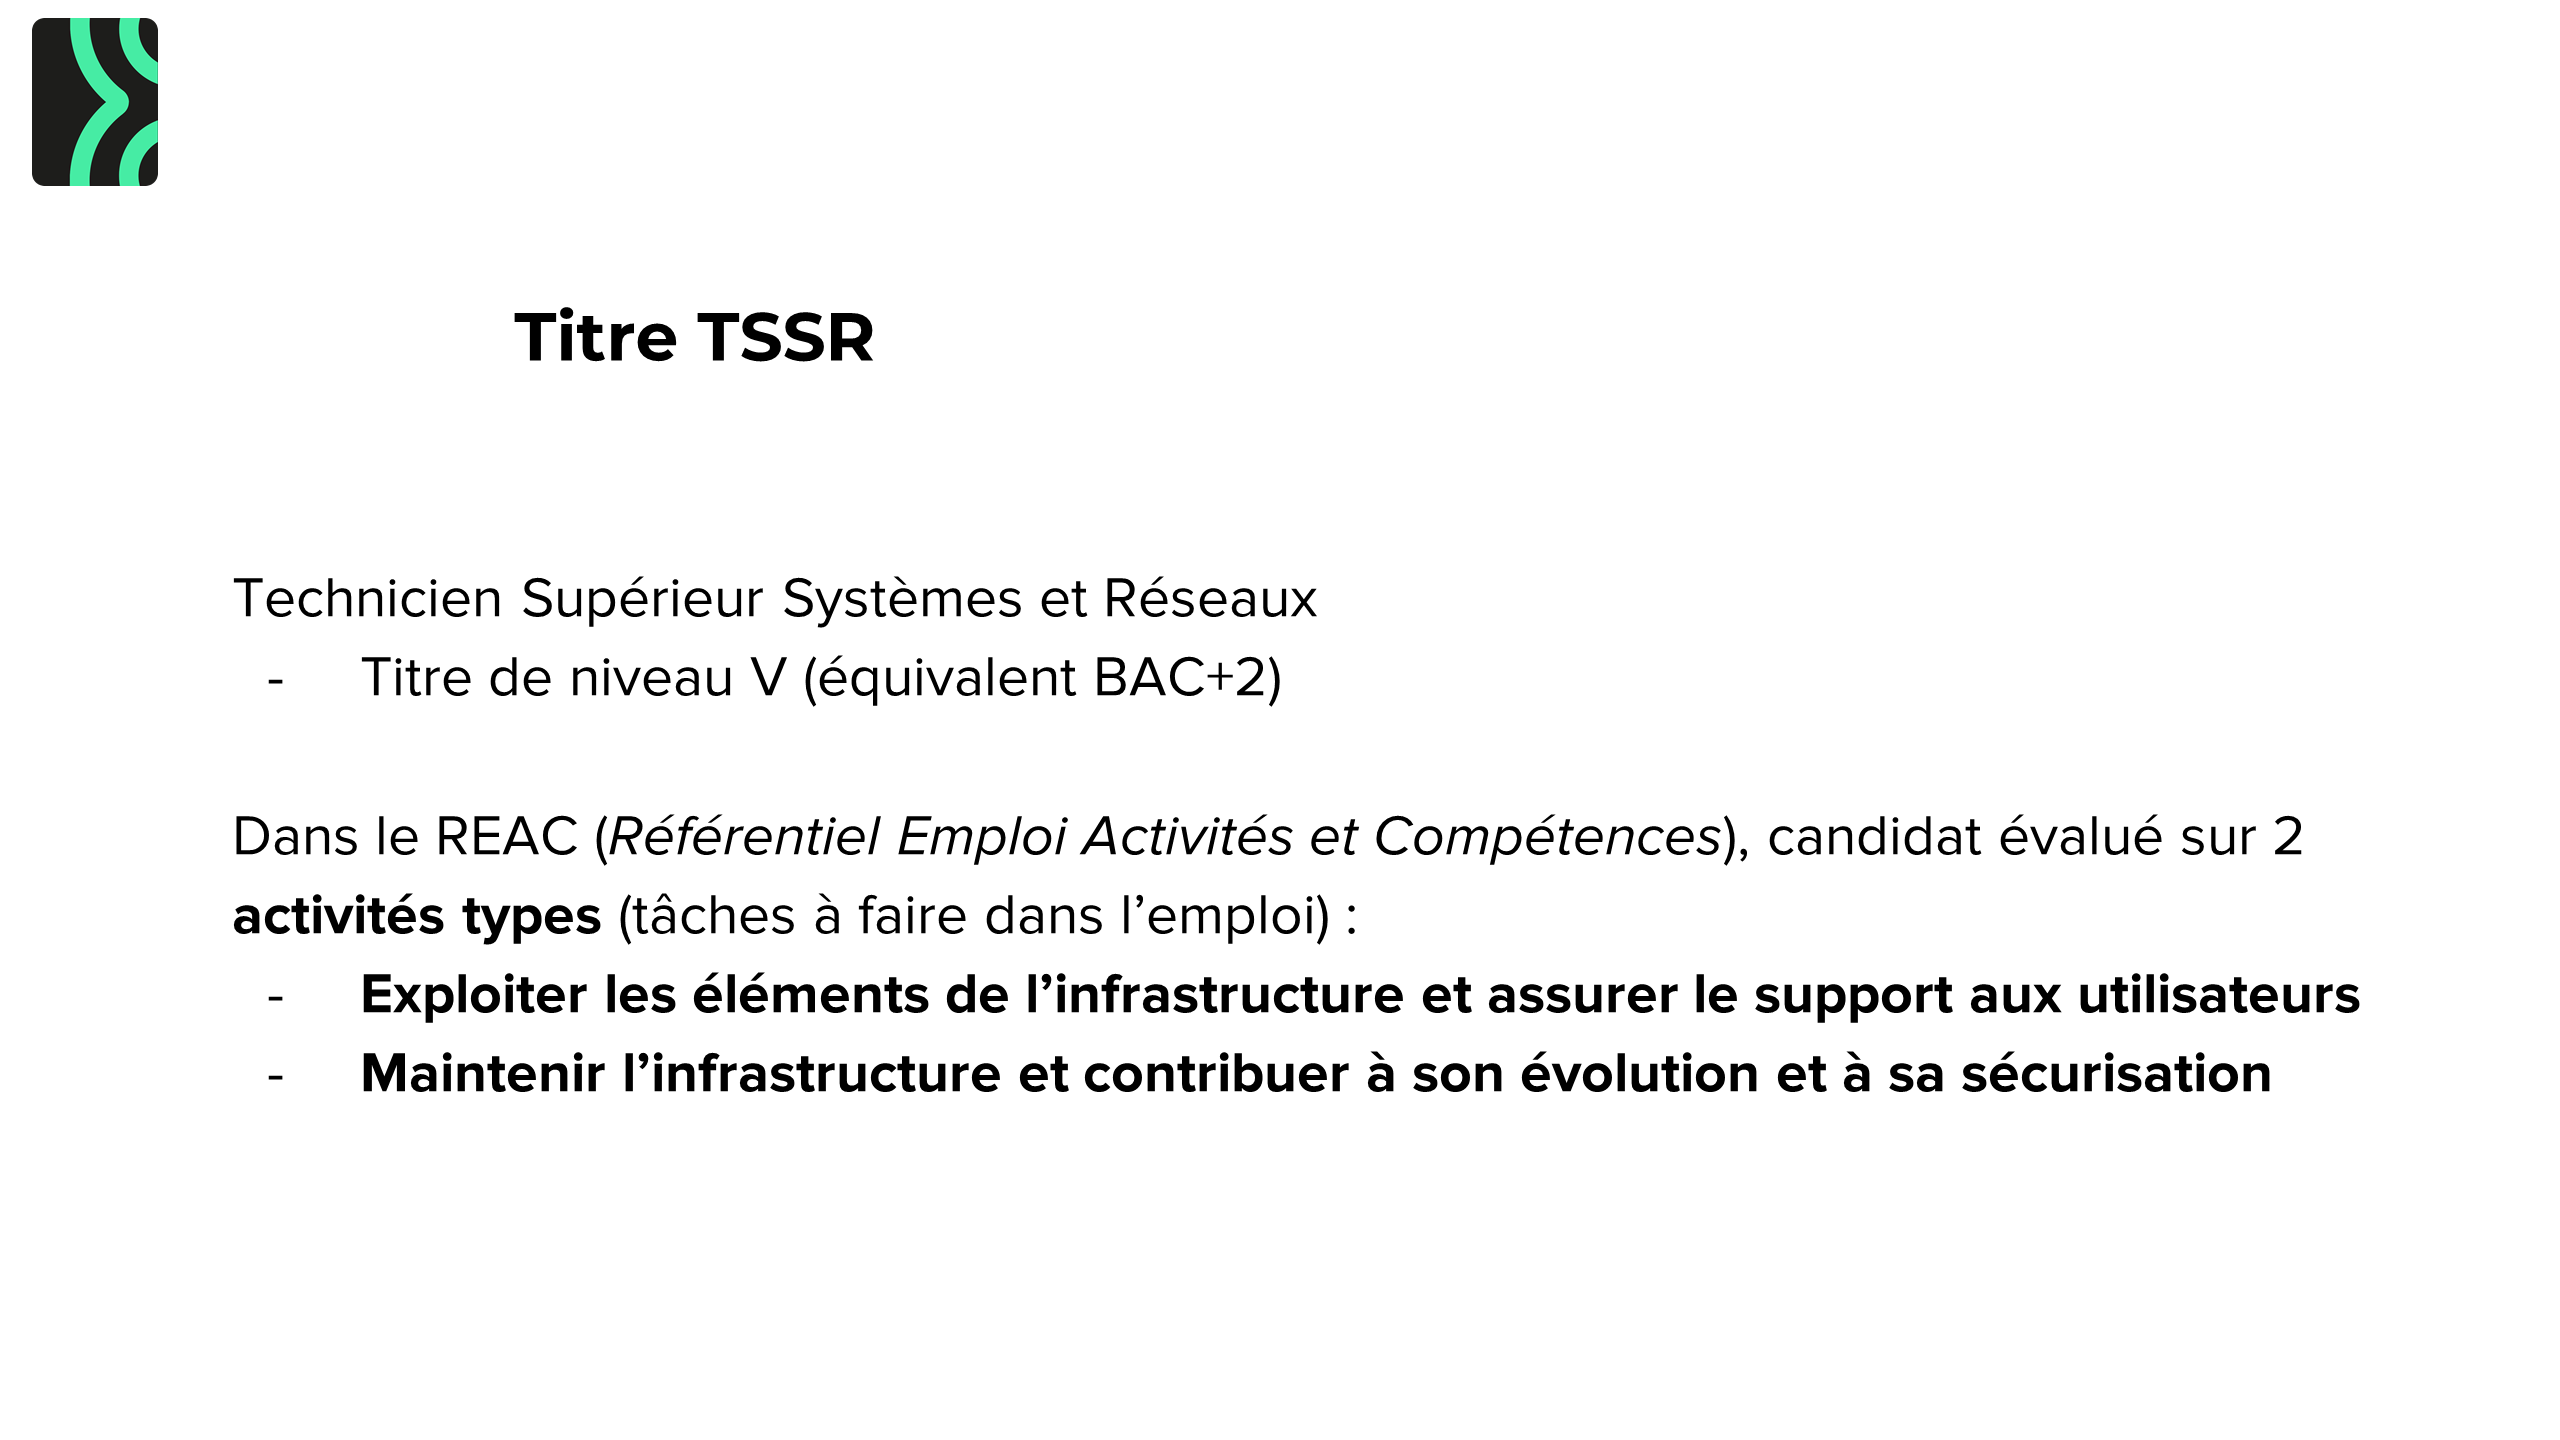 Titre TSSR
Technicien Supérieur Systèmes et Réseaux
- Titre de niveau V (équivalent BAC+2)
Dans le REAC (Référentiel Emploi Activités et Compétences), candidat évalué sur 2
activités types (tâches à faire dans l’emploi) :
- Exploiter les éléments de l’infrastructure et assurer le support aux utilisateurs
- Maintenir l’infrastructure et contribuer à son évolution et à sa sécurisation